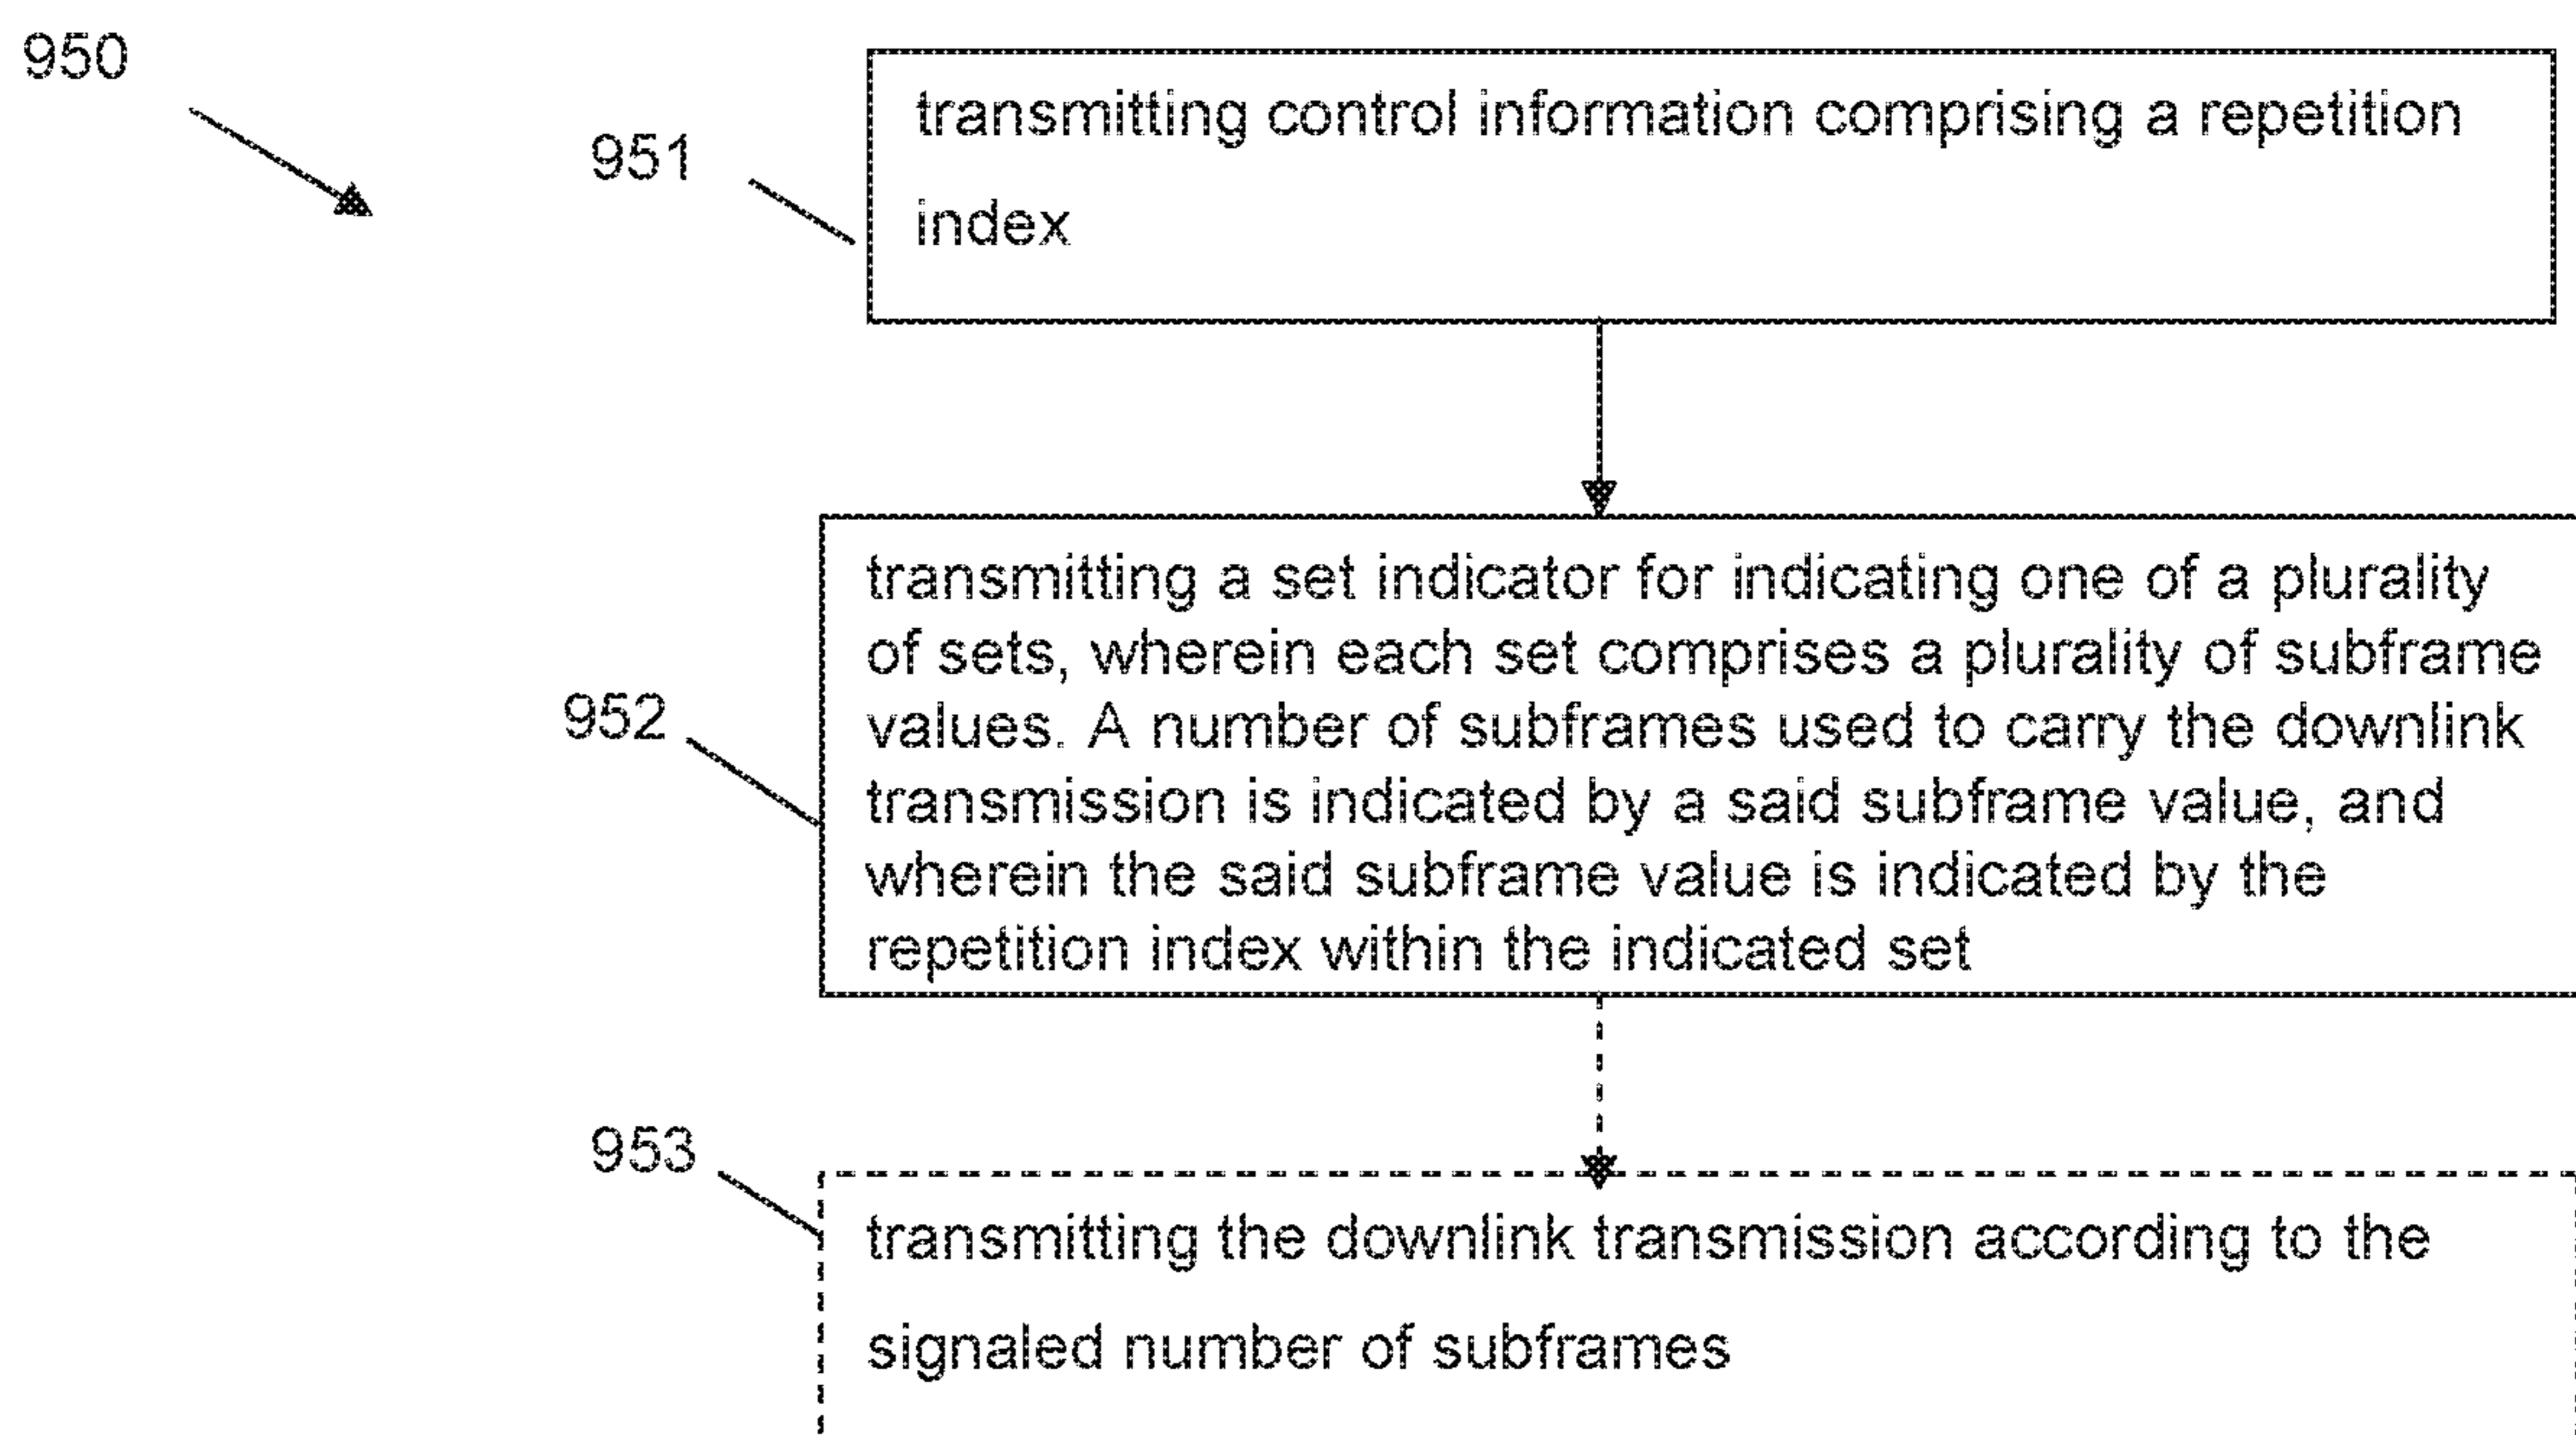 950
951
transmitting control information comprising a repetition
index
952
transmitting a set indicator for indicating one of a plurality
of sets, wherein each set comprises a plurality of subframe
values. A number of subframes used to carry the downlink
transmission is indicated by a said subframe value, and
wherein the said subframe value is indicated by the
repetition index within the indicated set
953
transmitting the downlink transmission according to the
signaled number of subframes